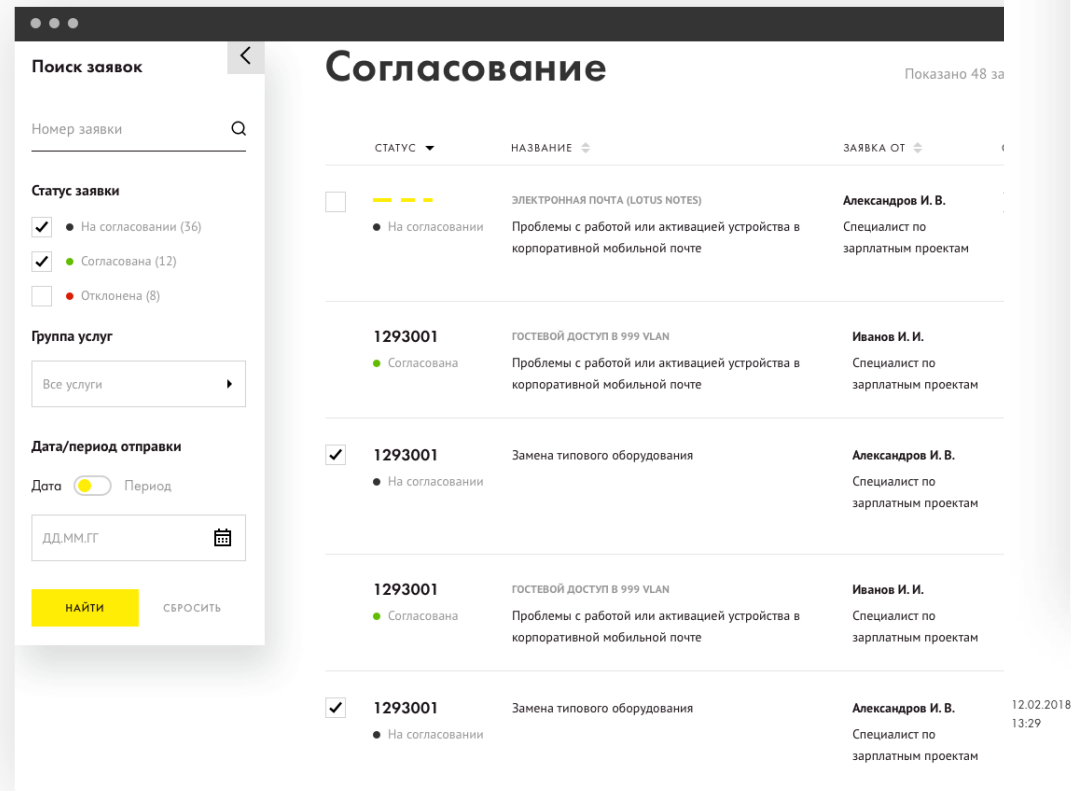 Поиск заявок
Номер заявки
Статус заявки
На согласовании (36)
Согласована (12)
Отклонена (8)
Группа услуг
Все услуги
Дата/период отправки
Дата Период
ДД.ММ.ГГ
НАЙТИ СБРОСИТЬ
Согласование
Показано 48 за
СТАТУС НАЗВАНИЕ ЗАЯВКА ОТ
ЭЛЕКТРОННАЯ ПОЧТА (LOTUS NOTES) Александров И. В.
На согласовании Проблемы с работой или активацией устройства в Специалист по
корпоративной мобильной почте зарплатным проектам
1293001 ГОСТЕВОЙ ДОСТУП В 999 VLAN Иванов И. И.
Согласована Проблемы с работой или активацией устройства в Специалист по
корпоративной мобильной почте зарплатным проектам
1293001 Замена типового оборудования Александров И. В.
На согласовании Специалист по
зарплатным проектам
1293001 ГОСТЕВОЙ ДОСТУП В 999 VLAN Иванов И. И.
Согласована Проблемы с работой или активацией устройства в Специалист по
корпоративной мобильной почте зарплатным проектам
1293001 Замена типового оборудования Александров И. В. 12.02.2018
На согласовании Специалист по 13:29
зарплатным проектам